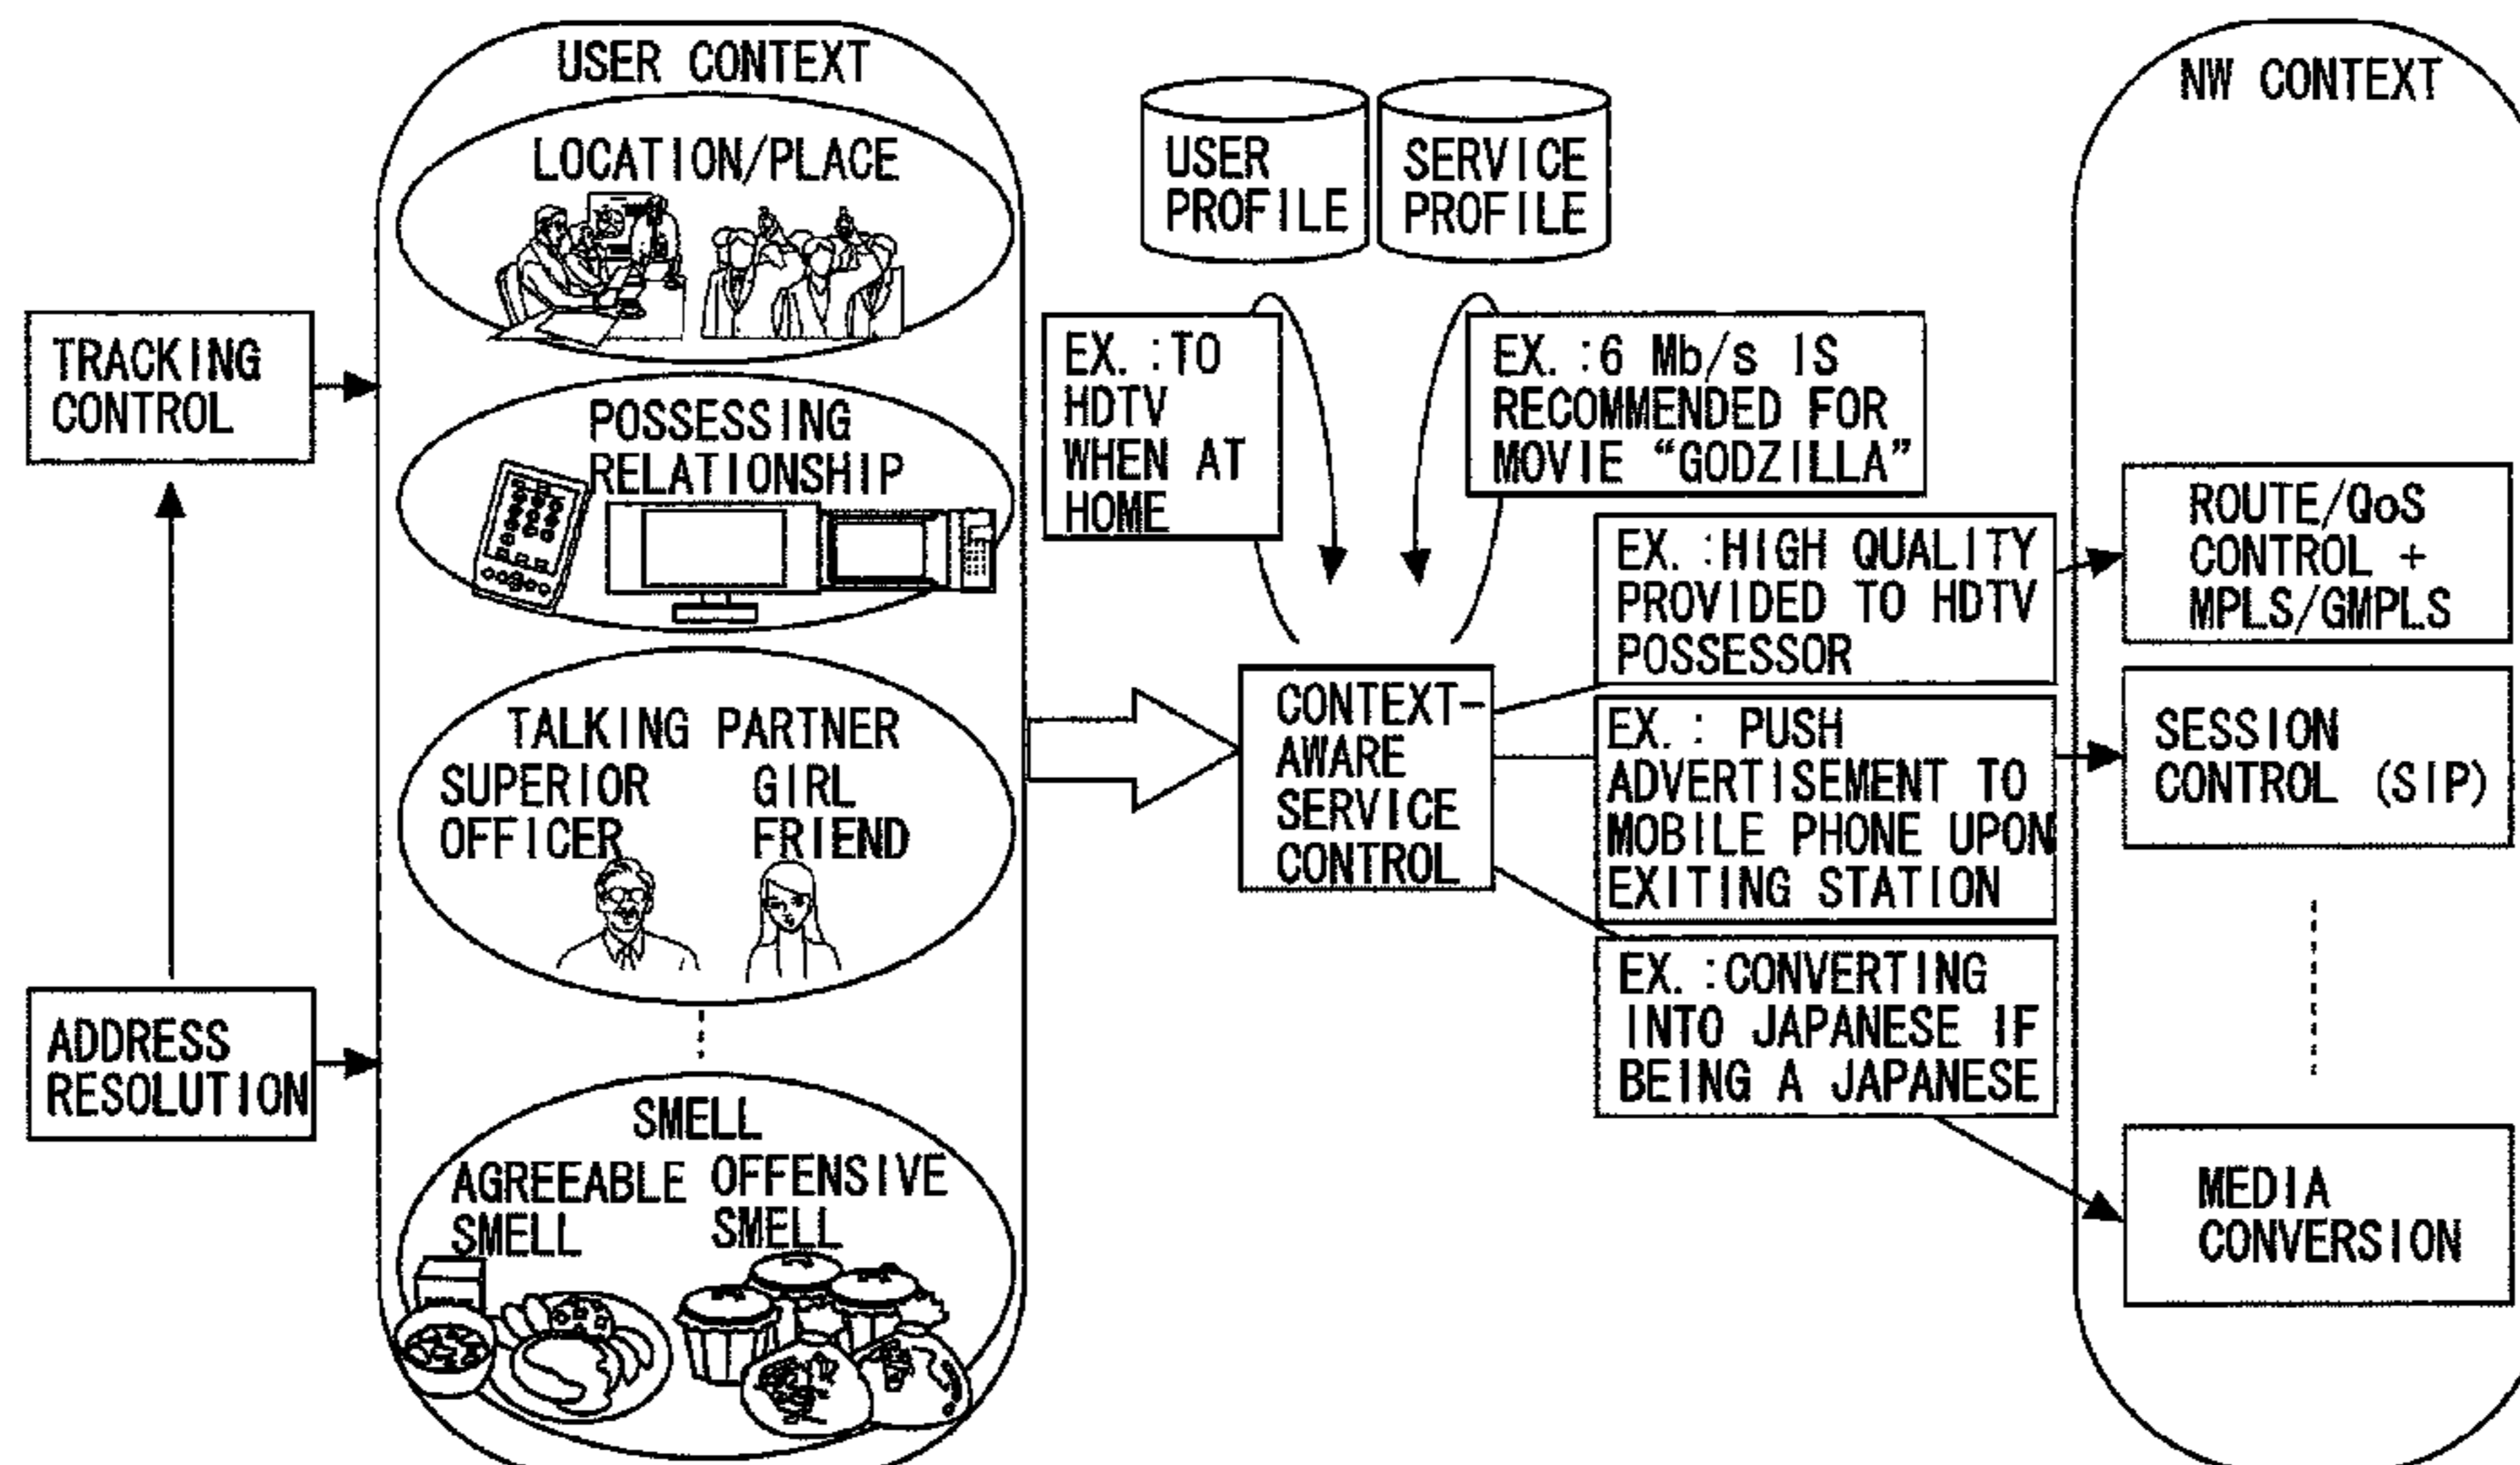 USER CONTEXT
LOCATION/PLACE
POSSESSING
RELATIONSHIP
TALKING PARTNER
SUPERIOR
OFFICER
GIRL
FRIEND
SMELL
AGREEABLE
SMELL
OFFENSIVE
SMELL
TRACKING
CONTROL
ADDRESS
RESOLUTION
USER
PROFILE
SERVICE
PROFILE
EX. :TO
HDTV
WHEN AT
HOME
EX. :6 Mb/s IS
RECOMMENDED FOR
MOVIE “GODZILLA”
CONTEXT-
AWARE
SERVICE
CONTROL
EX. :HIGH QUALITY
PROVIDED TO HDTV
POSSESSOR
EX. : PUSH
ADVERTISEMENT TO
MOBILE PHONE UPON
EXITING STATION
EX. :CONVERTING
INTO JAPANESE IF
BEING A JAPANESE
NW CONTEXT
ROUTE/QoS
CONTROL +
MPLS/GMPLS
SESSION
CONTROL (SIP)
MEDIA
CONVERSION